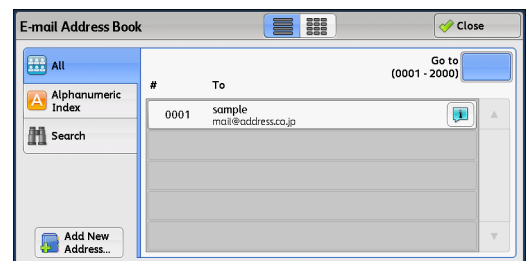 E-mail Address Book
Close
All
Alphanumeric
Index
Search
Add New
Address...
Go to
(0001 - 2000)
# To
0001 sample
mail@address.co.jp